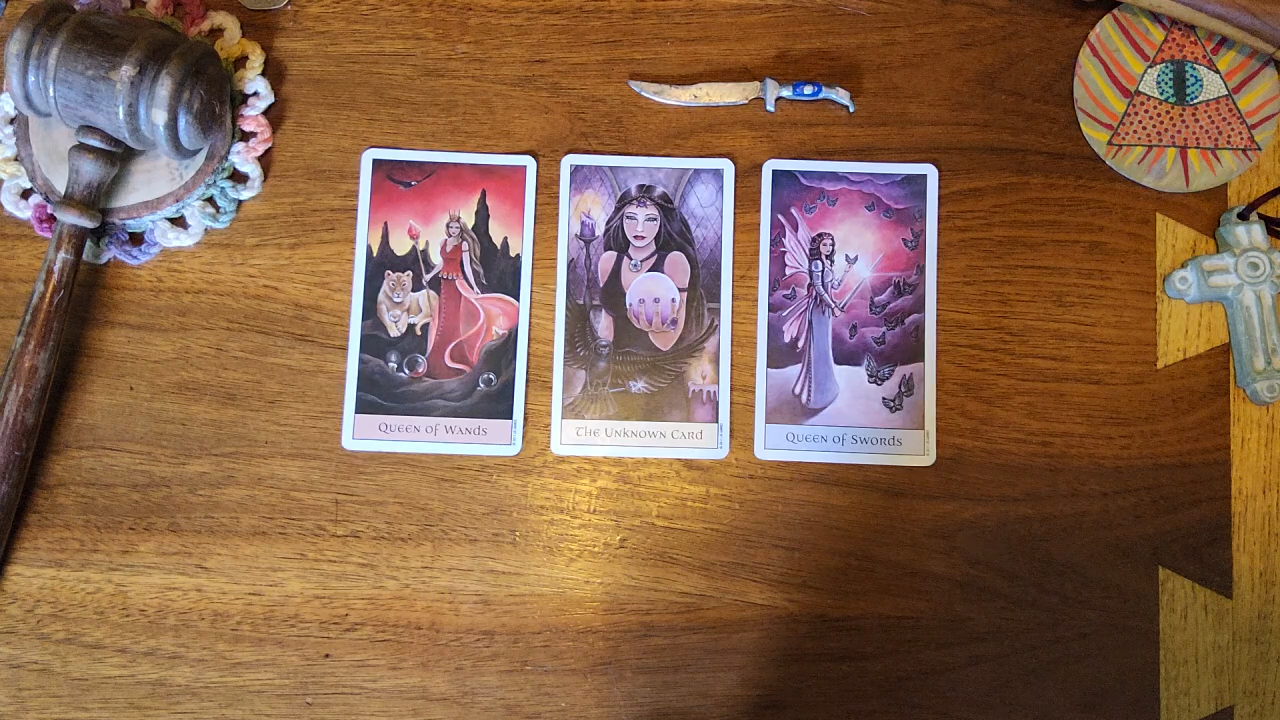 Queen of Wands
The Unknown Card
Queen of Swords